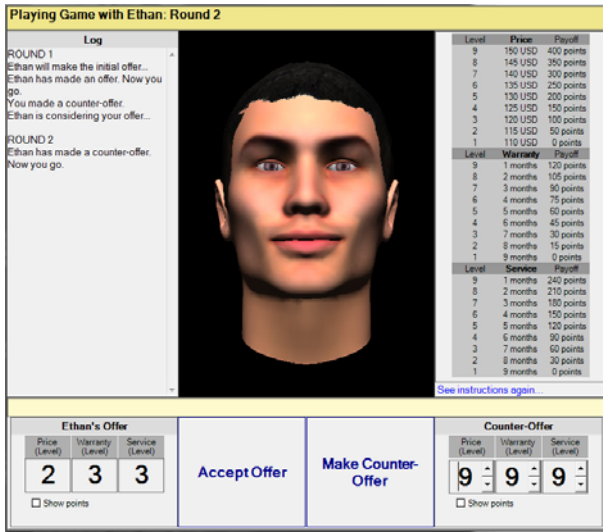 Playing Game with Ethan: Round 2
Log
ROUND 1
Ethan will make the initial offer...
Ethan has made an offer. Now you
go.
You made a counter-offer.
Ethan is considering your offer...
ROUND 2
Ethan has made a counter-offer.
Now you go.
Level Price Payoff
9 150 USD 400 points
8 145 USD 350 points
7 140 USD 300 points
6 135 USD 250 points
5 130 USD 200 points
4 125 USD 150 points
3 120 USD 100 points
2 115 USD 50 points
1 110 USD 0 points
Level Warranty Payoff
9 1 months 120 points
8 2 months 105 points
7 3 months 90 points
6 4 months 75 points
5 5 months 60 points
4 6 months 45 points
3 7 months 30 points
2 8 months 15 points
1 9 months 0 points
Level Service Payoff
9 1 months 240 points
8 2 months 210 points
7 3 months 180 points
6 4 months 150 points
5 5 months 120 points
4 6 months 90 points
3 7 months 60 points
2 8 months 30 points
1 9 months 0 points
See instructions again...
Ethan's Offer
Price (Level) Warranty (Level) Service (Level)
2 3 3
Show points
Accept Offer
Make Counter-
Offer
Counter-Offer
Price (Level) Warranty (Level) Service (Level)
9 9 9
Show points